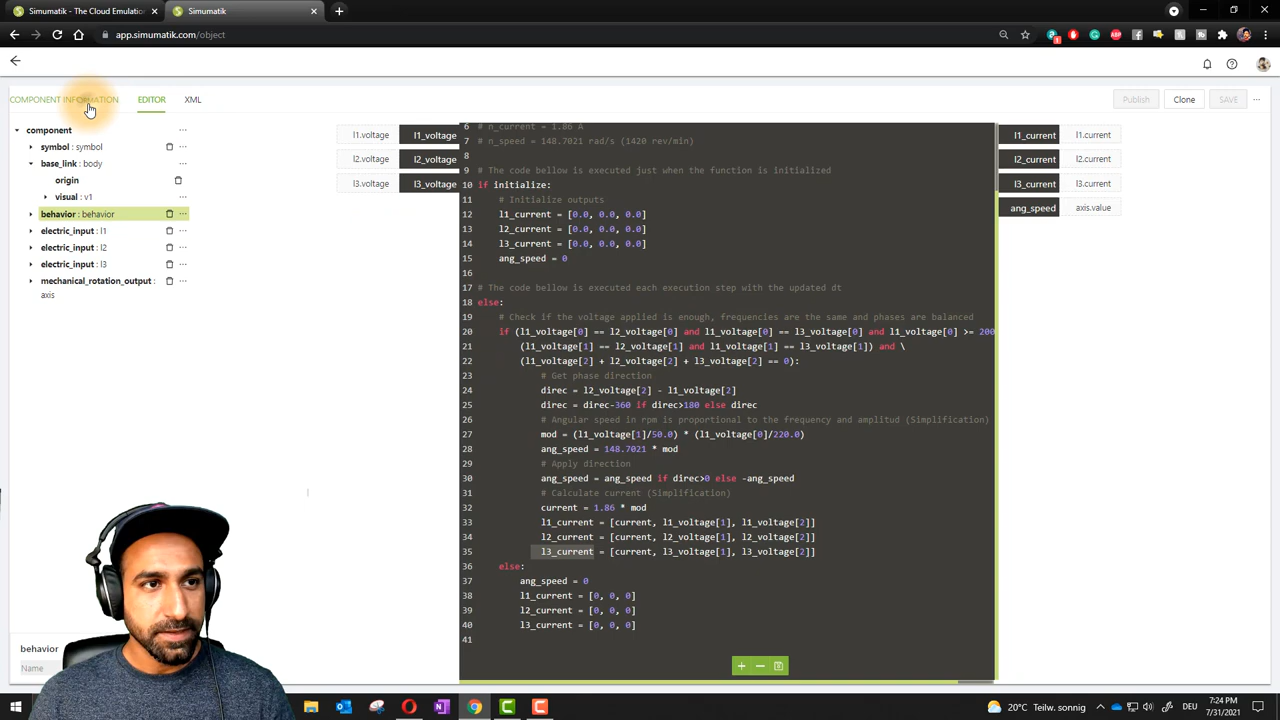 Simumatik - The Cloud Emulation
Simumatik
app.simumatik.com/object
COMPONENT INFORMATION
EDITOR
XML
Publish
Clone
SAVE
component
symbol : symbol
base_link : body
origin
visual : v1
behavior : behavior
electric_input : l1
electric_input : l2
electric_input : l3
mechanical_rotation_output :
axis
l1.voltage
l1_voltage
l2.voltage
l2_voltage
l3.voltage
l3_voltage
6 # n_current = 1.86 A
7 # n_speed = 148.7021 rad/s (1420 rev/min)
8
9 # The code bellow is executed just when the function is initialized
10 if initialize:
11 # Initialize outputs
12 l1_current = [0.0, 0.0, 0.0]
13 l2_current = [0.0, 0.0, 0.0]
14 l3_current = [0.0, 0.0, 0.0]
15 ang_speed = 0
16
17 # The code bellow is executed each execution step with the updated dt
18 else:
19 # Check if the voltage applied is enough, frequencies are the same and phases are balanced
20 if (l1_voltage[0] == l2_voltage[0] and l1_voltage[0] == l3_voltage[0] and l1_voltage[0] >= 200
21 (l1_voltage[1] == l2_voltage[1] and l1_voltage[1] == l3_voltage[1]) and \
22 (l1_voltage[2] + l2_voltage[2] + l3_voltage[2] == 0):
23 # Get phase direction
24 direc = l2_voltage[2] - l1_voltage[2]
25 direc = direc-360 if direc>180 else direc
26 # Angular speed in rpm is proportional to the frequency and amplitud (Simplification)
27 mod = (l1_voltage[1]/50.0) * (l1_voltage[0]/220.0)
28 ang_speed = 148.7021 * mod
29 # Apply direction
30 ang_speed = ang_speed if direc>0 else -ang_speed
31 # Calculate current (Simplification)
32 current = 1.86 * mod
33 l1_current = [current, l1_voltage[1], l1_voltage[2]]
34 l2_current = [current, l2_voltage[1], l2_voltage[2]]
35 l3_current = [current, l3_voltage[1], l3_voltage[2]]
36 else:
37 ang_speed = 0
38 l1_current = [0, 0, 0]
39 l2_current = [0, 0, 0]
40 l3_current = [0, 0, 0]
41
l1_current
l1.current
l2_current
l2.current
l3_current
l3.current
ang_speed
axis.value
behavior
Name
20°C Teilw. sonnig
DEU
7:24 PM
7/31/2021